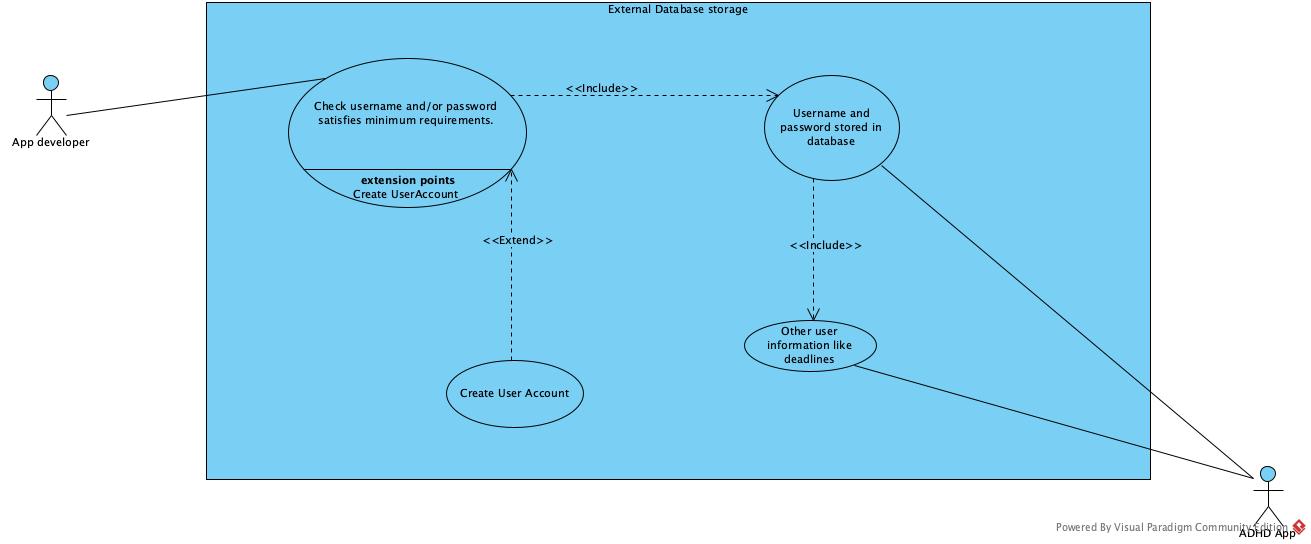 External Database storage
App developer
Check username and/or password
satisfies minimum requirements.
extension points
Create UserAccount
<<Include>>
Username and
password stored in
database
<<Extend>>
<<Include>>
Other user
information like
deadlines
Create User Account
Powered By Visual Paradigm Community Edition
ADHD App